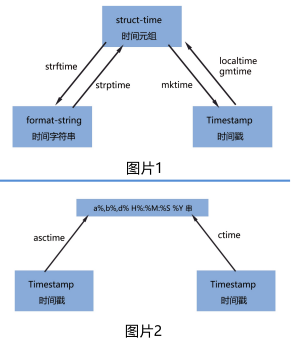 struct-time
时间元组
strftime
strptime
mktime
localtime
gmtime
format-string
时间字符串
Timestamp
时间戳
图片1
a%,b%,d% H%:%M:%S %Y 串
asctime
ctime
Timestamp
时间戳
Timestamp
时间戳
图片2